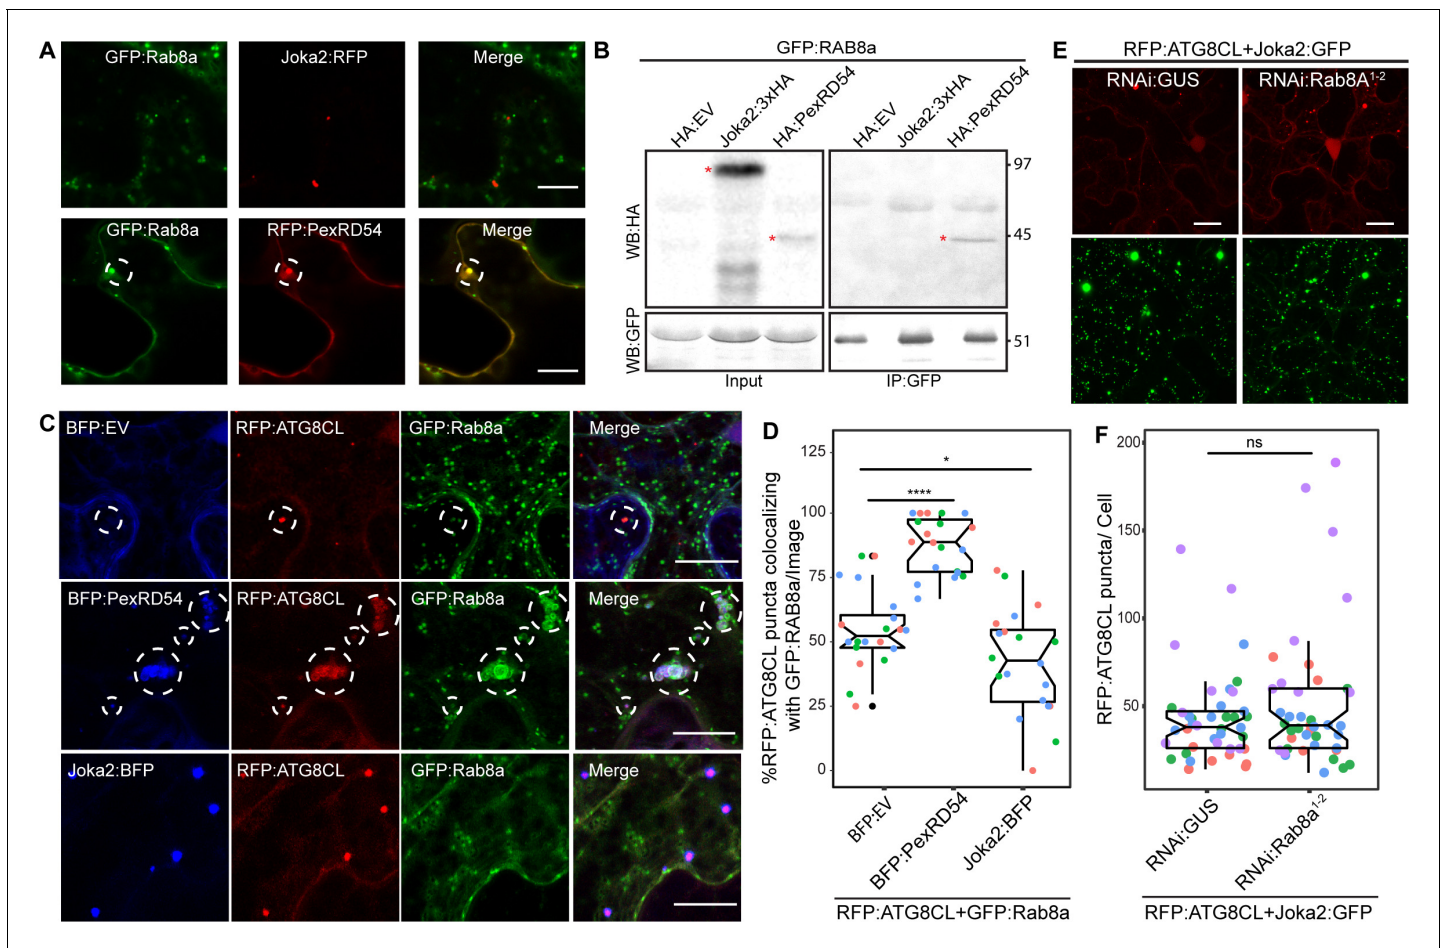 A
GFP:Rab8a
Joka2:RFP
Merge
GFP:Rab8a
RFP:PexRD54
Merge
B
GFP:RAB8a
HA:EV
Joka2:3xHA
HA:PexRD54
HA:EV
Joka2:3xHA
HA:PexRD54
WB:HA
*
*
*
97
45
WB:GFP
51
Input
IP:GFP
E
RFP:ATG8CL+Joka2:GFP
RNAi:GUS
RNAi:Rab8A1-2
C
BFP:EV
RFP:ATG8CL
GFP:Rab8a
Merge
BFP:PexRD54
RFP:ATG8CL
GFP:Rab8a
Merge
Joka2:BFP
RFP:ATG8CL
GFP:Rab8a
Merge
D
%RFP:ATG8CL puncta colocalizing
with GFP:RAB8a/Image
125
100
75
50
25
0
*
****
BFP:EV
BFP:PexRD54
Joka2:BFP
RFP:ATG8CL+GFP:Rab8a
F
RFP:ATG8CL puncta/ Cell
200
150
100
50
ns
RNAi:GUS
RNAi:Rab8a1-2
RFP:ATG8CL+Joka2:GFP